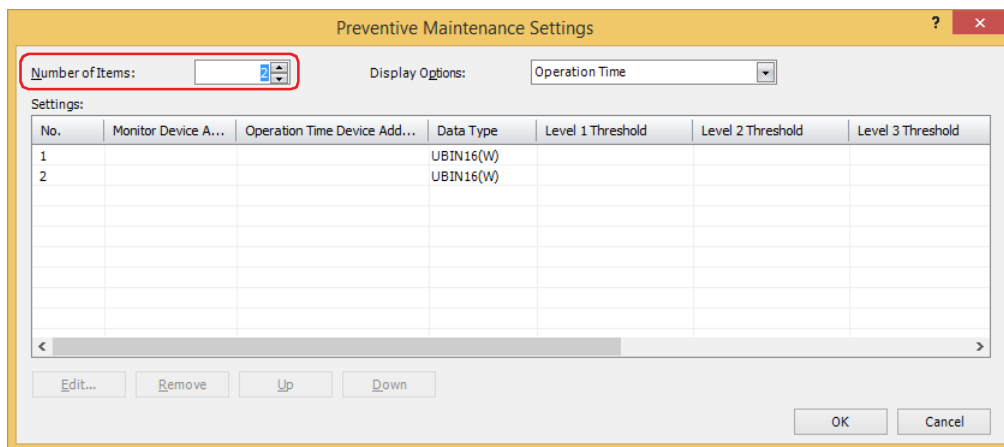 Preventive Maintenance Settings
?
Number of Items: 2 Display Options: Operation Time
Settings:
No. Monitor Device A... Operation Time Device Add... Data Type Level 1 Threshold Level 2 Threshold Level 3 Threshold
1 UBIN16(W)
2 UBIN16(W)
Edit... Remove Up Down
OK Cancel